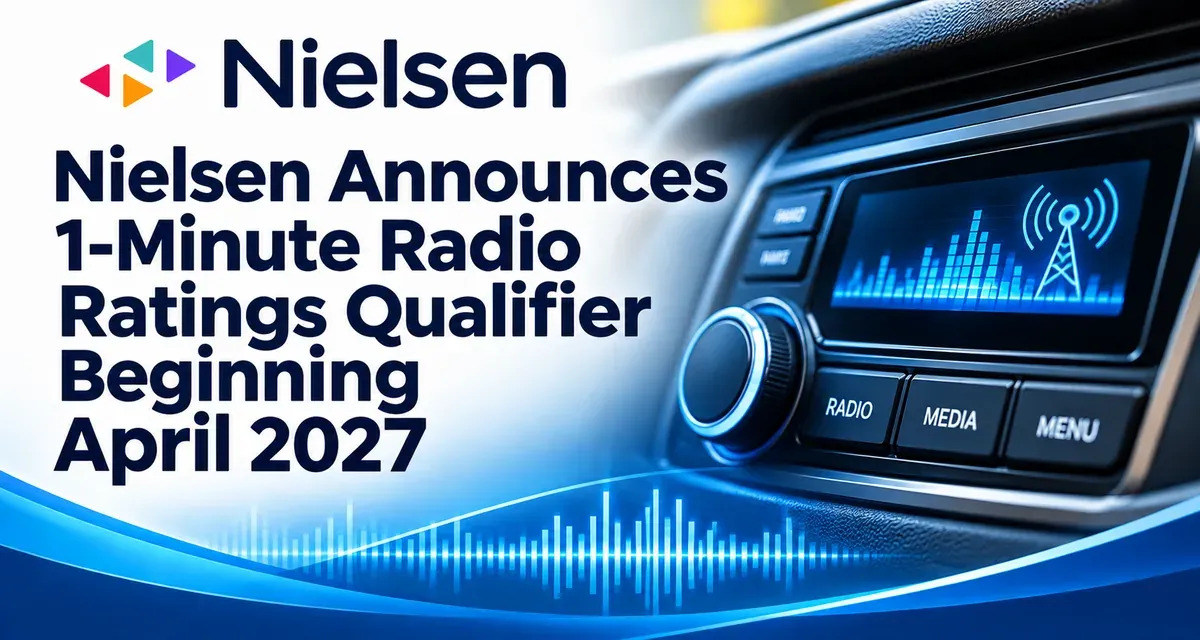 Nielsen
Nielsen Announces
1-Minute Radio
Ratings Qualifier
Beginning
April 2027
RADIO
MEDIA
MENU